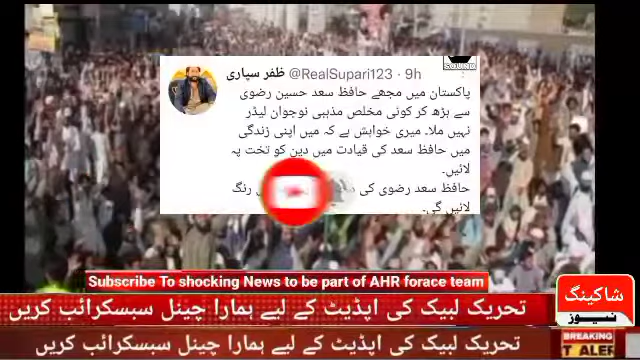 ظفر سپاری @RealSupari123 · 9h
پاکستان میں مجھے حافظ سعد حسین رضوی
سے بڑھ کر کوئی مخلص مذہبی نوجوان لیڈر
نہیں ملا۔ میری خواہش ہے کہ میں اپنی زندگی
میں حافظ سعد کی قیادت میں دین کو تخت پہ
لائیں۔
حافظ سعد رضوی کی رنگ
لائیں گی۔
Subscribe To shocking News to be part of AHR forace team
شاکینگ
نیوز
تحریک لبیک کی اپڈیٹ کے لیے ہمارا چینل سبسکرائب کریں
BREAKING
تحریک لبیک کی اپڈیٹ کے لیے ہمارا چینل سبسکرائب کریں